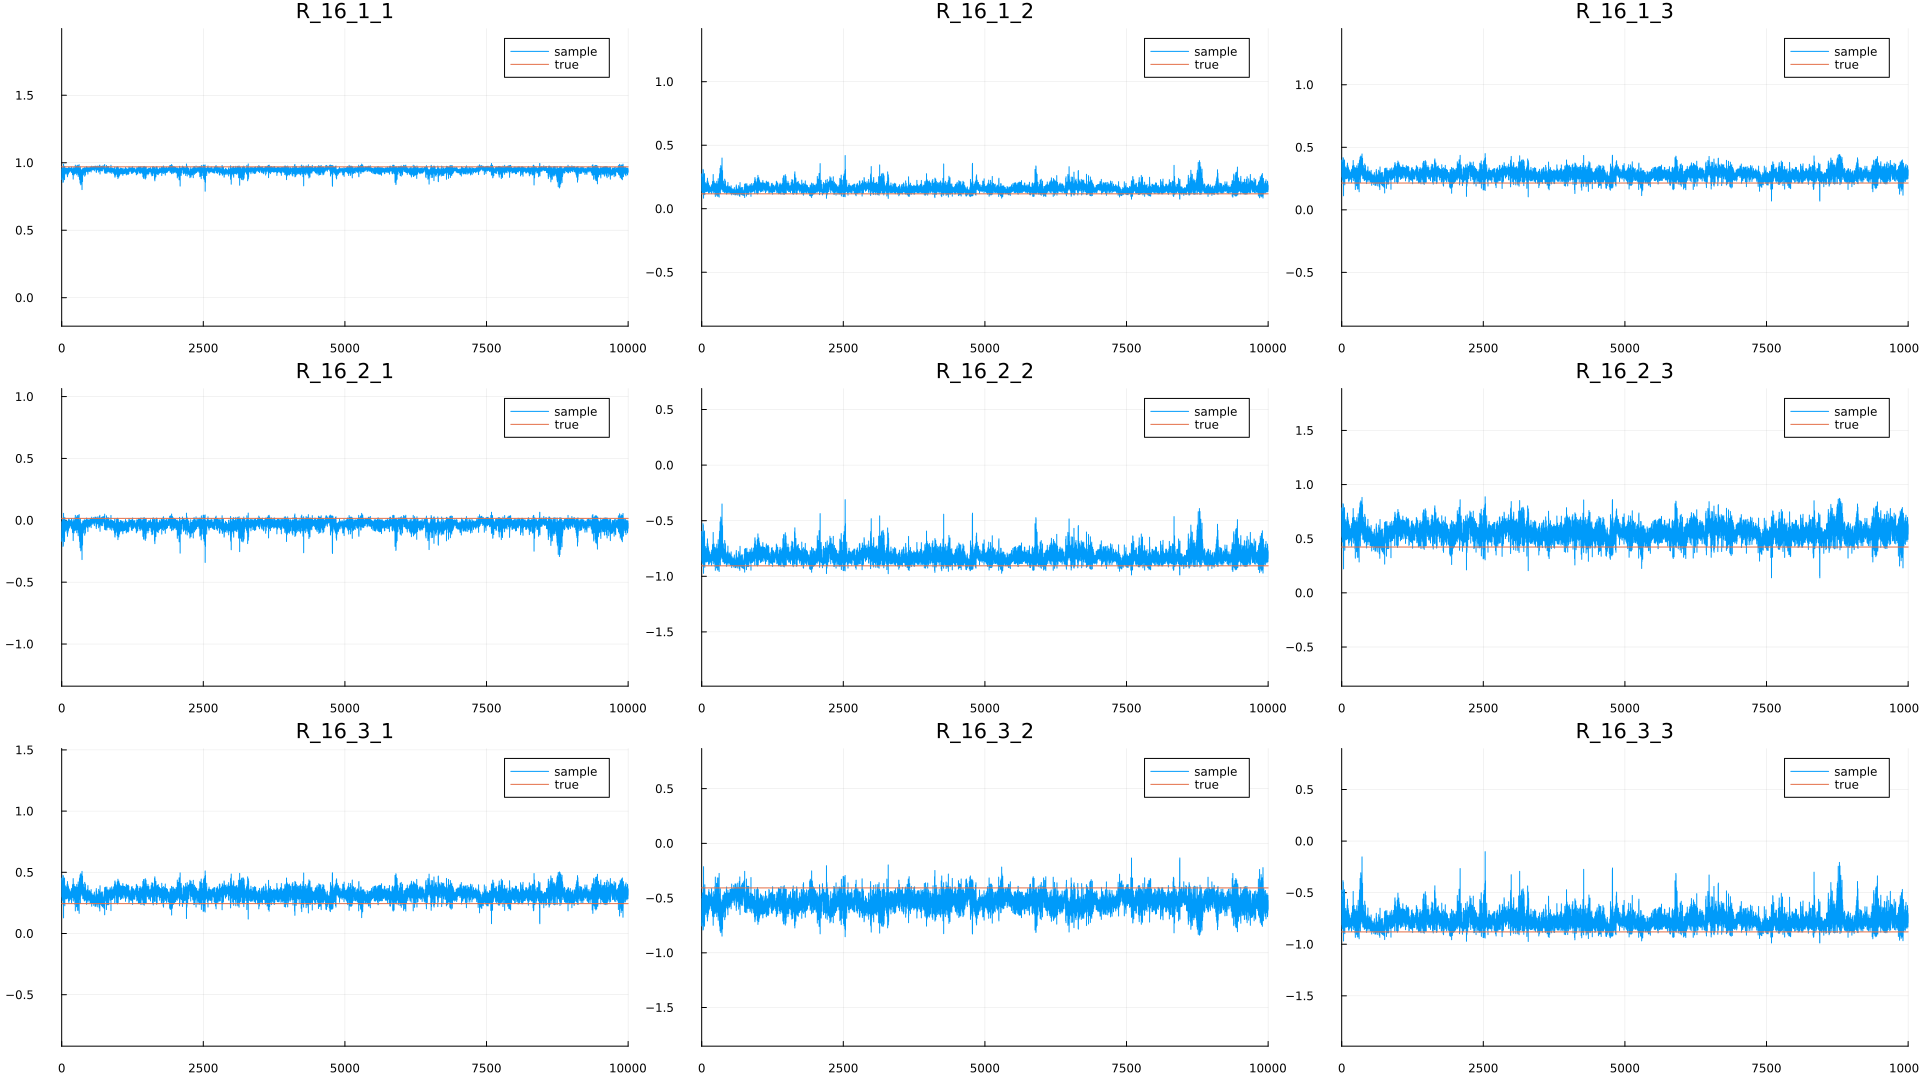 R_16_1_1 R_16_1_2 R_16_1_3
sample sample sample
true true true
1.5 1.0 1.0
1.0 0.5 0.5
0.5 0.0 0.0
0.0 −0.5 −0.5
0 2500 5000 7500 10000 0 2500 5000 7500 10000 0 2500 5000 7500 1000
R_16_2_1 R_16_2_2 R_16_2_3
sample sample sample
true true true
1.0 0.5 1.5
0.5 0.0 1.0
0.0 −0.5 0.5
−0.5 −1.0 0.0
−1.0 −1.5 −0.5
0 2500 5000 7500 10000 0 2500 5000 7500 10000 0 2500 5000 7500 1000
R_16_3_1 R_16_3_2 R_16_3_3
sample sample sample
true true true
1.5 0.5 0.5
1.0 0.0 0.0
0.5 −0.5 −0.5
0.0 −1.0 −1.0
−0.5 −1.5 −1.5
0 2500 5000 7500 10000 0 2500 5000 7500 10000 0 2500 5000 7500 1000